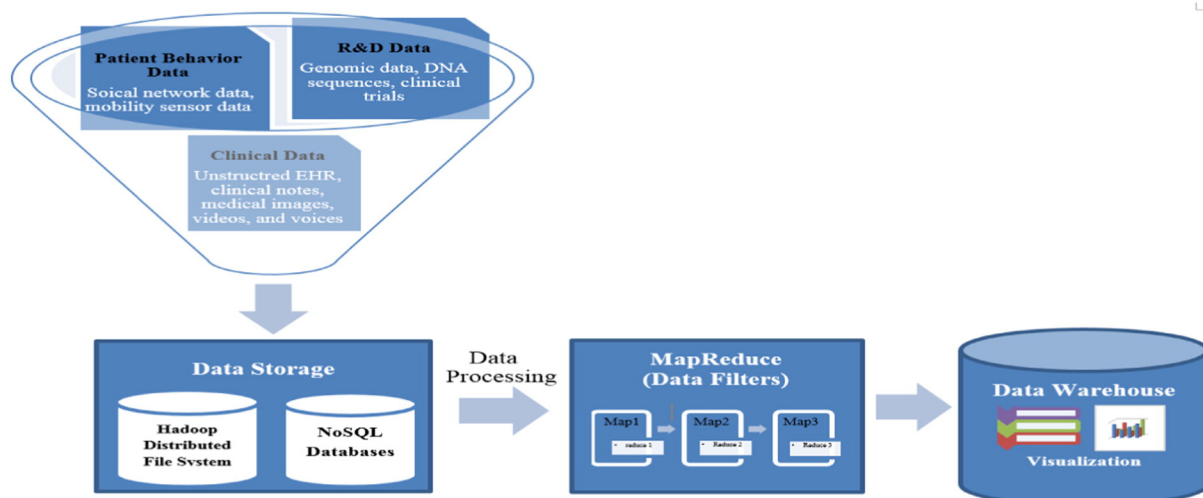 Patient Behavior
Data
Soical network data,
mobility sensor data
R&D Data
Genomic data, DNA
sequences, clinical
trials
Clinical Data
Unstructred EHR,
clinical notes,
medical images,
videos, and voices
Data Storage
Hadoop
Distributed
File System
NoSQL
Databases
Data
Processing
MapReduce
(Data Filters)
Map1
• reduce 1
Map2
• Reduce 2
Map3
• Reduce 3
Data Warehouse
Visualization